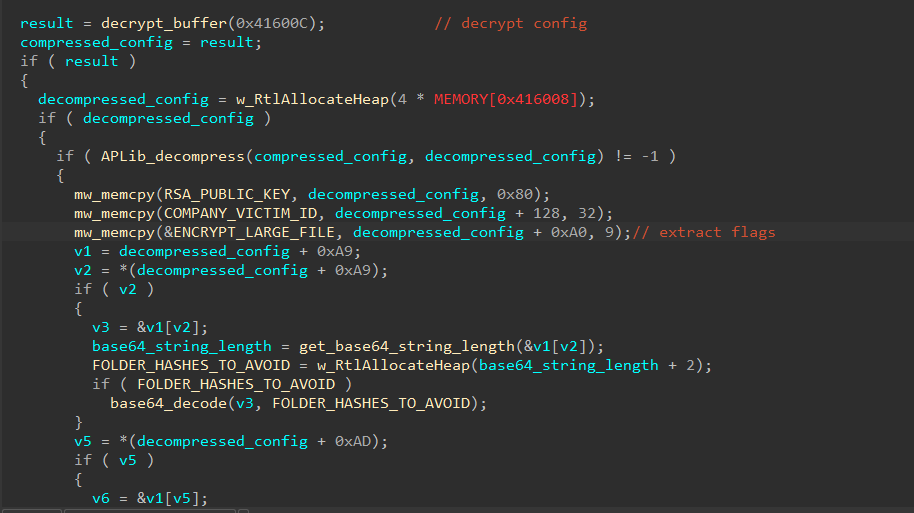 result = decrypt_buffer(0x41600C);            // decrypt config
compressed_config = result;
if ( result )
{
  decompressed_config = w_RtlAllocateHeap(4 * MEMORY[0x416008]);
  if ( decompressed_config )
  {
    if ( APLib_decompress(compressed_config, decompressed_config) != -1 )
    {
      mw_memcpy(RSA_PUBLIC_KEY, decompressed_config, 0x80);
      mw_memcpy(COMPANY_VICTIM_ID, decompressed_config + 128, 32);
      mw_memcpy(&ENCRYPT_LARGE_FILE, decompressed_config + 0xA0, 9);// extract flags
      v1 = decompressed_config + 0xA9;
      v2 = *(decompressed_config + 0xA9);
      if ( v2 )
      {
        v3 = &v1[v2];
        base64_string_length = get_base64_string_length(&v1[v2]);
        FOLDER_HASHES_TO_AVOID = w_RtlAllocateHeap(base64_string_length + 2);
        if ( FOLDER_HASHES_TO_AVOID )
          base64_decode(v3, FOLDER_HASHES_TO_AVOID);
      }
      v5 = *(decompressed_config + 0xAD);
      if ( v5 )
      {
        v6 = &v1[v5];